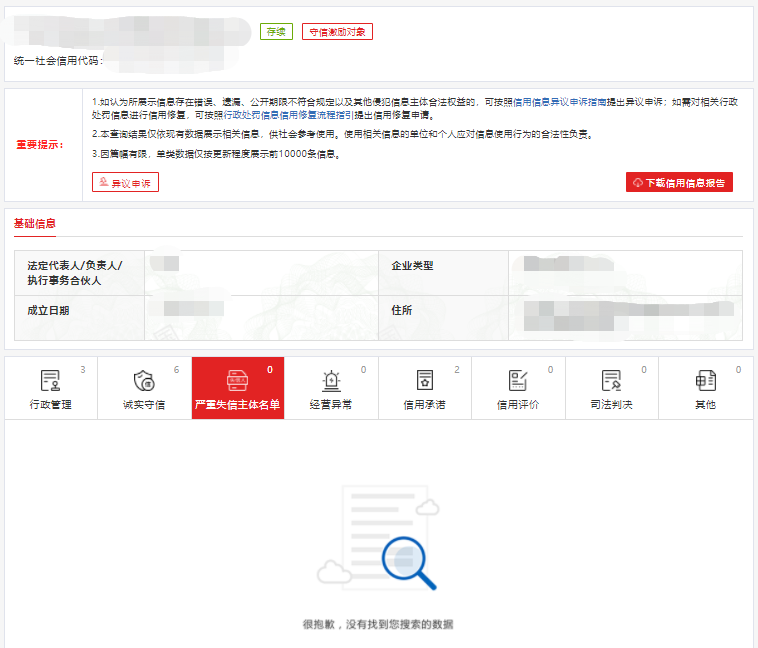 存续
守信激励对象
统一社会信用代码:
重要提示:
1.如认为所展示信息存在错误、遗漏、公开期限不符合规定以及其他侵犯信息主体合法权益的，可按照信用信息异议申诉指南提出异议申诉；如需对相关行政
处罚信息进行信用修复，可按照行政处罚信息信用修复流程指引提出信用修复申请。
2.本查询结果仅依现有数据展示相关信息，供社会参考使用。使用相关信息的单位和个人应对信息使用行为的合法性负责。
3.因篇幅有限，单类数据仅按更新程度展示前10000条信息。
异议申诉
下载信用信息报告
基础信息
法定代表人/负责人/
执行事务合伙人
企业类型
成立日期
住所
3
行政管理
6
诚实守信
0
严重失信主体名单
0
经营异常
2
信用承诺
0
信用评价
0
司法判决
0
其他
很抱歉，没有找到您搜索的数据